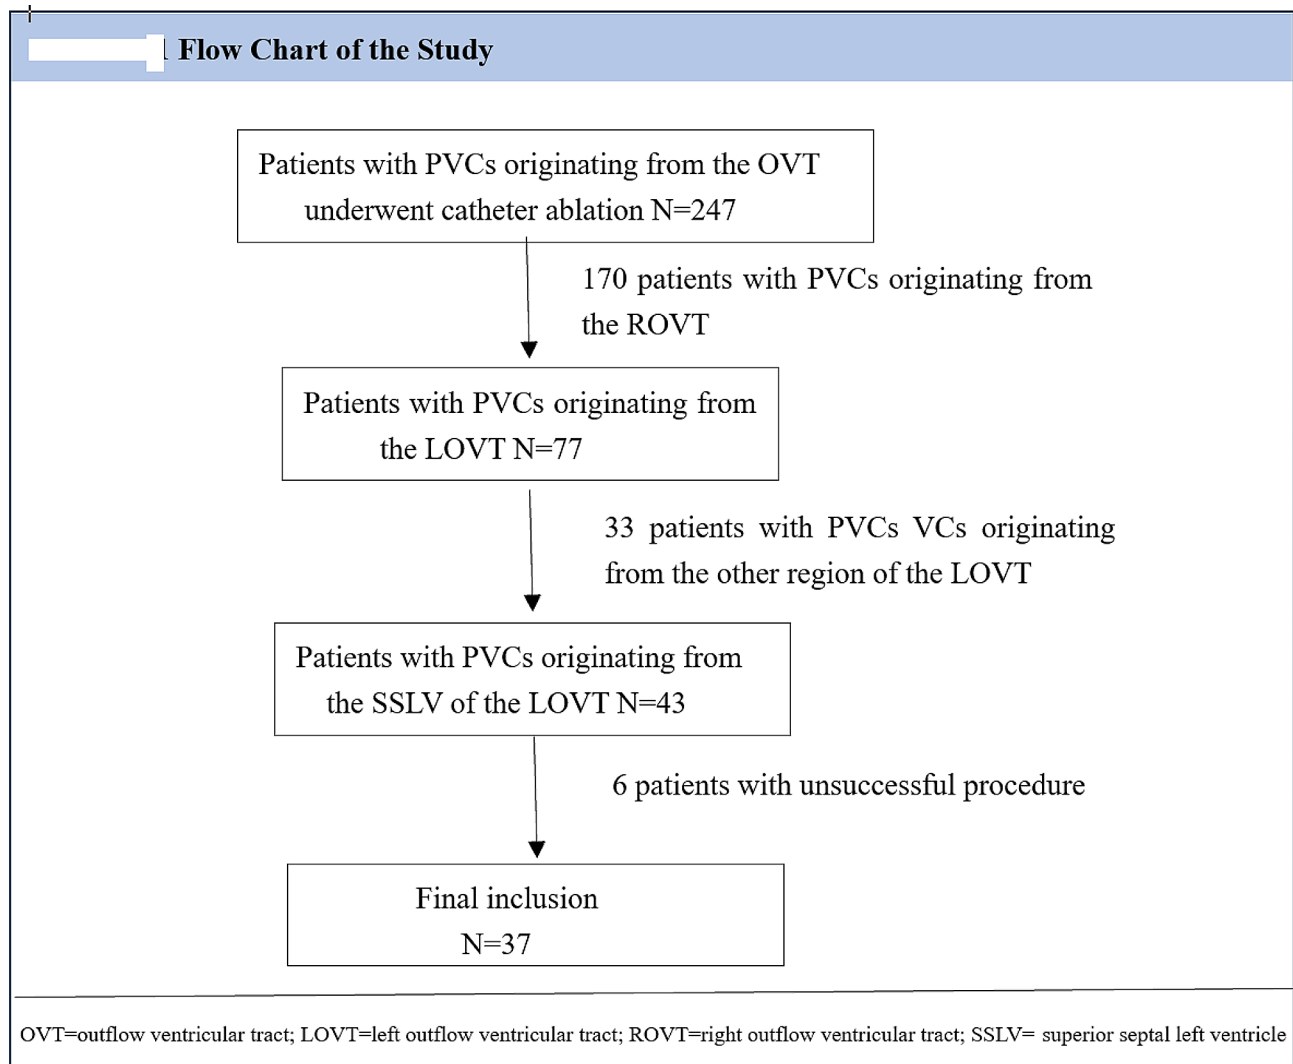 Flow Chart of the Study
Patients with PVCs originating from the OVT
underwent catheter ablation N=247
170 patients with PVCs originating from
the ROVT
Patients with PVCs originating from
the LOVT N=77
33 patients with PVCs VCs originating
from the other region of the LOVT
Patients with PVCs originating from
the SSLV of the LOVT N=43
6 patients with unsuccessful procedure
Final inclusion
N=37
OVT=outflow ventricular tract; LOVT=left outflow ventricular tract; ROVT=right outflow ventricular tract; SSLV= superior septal left ventricle